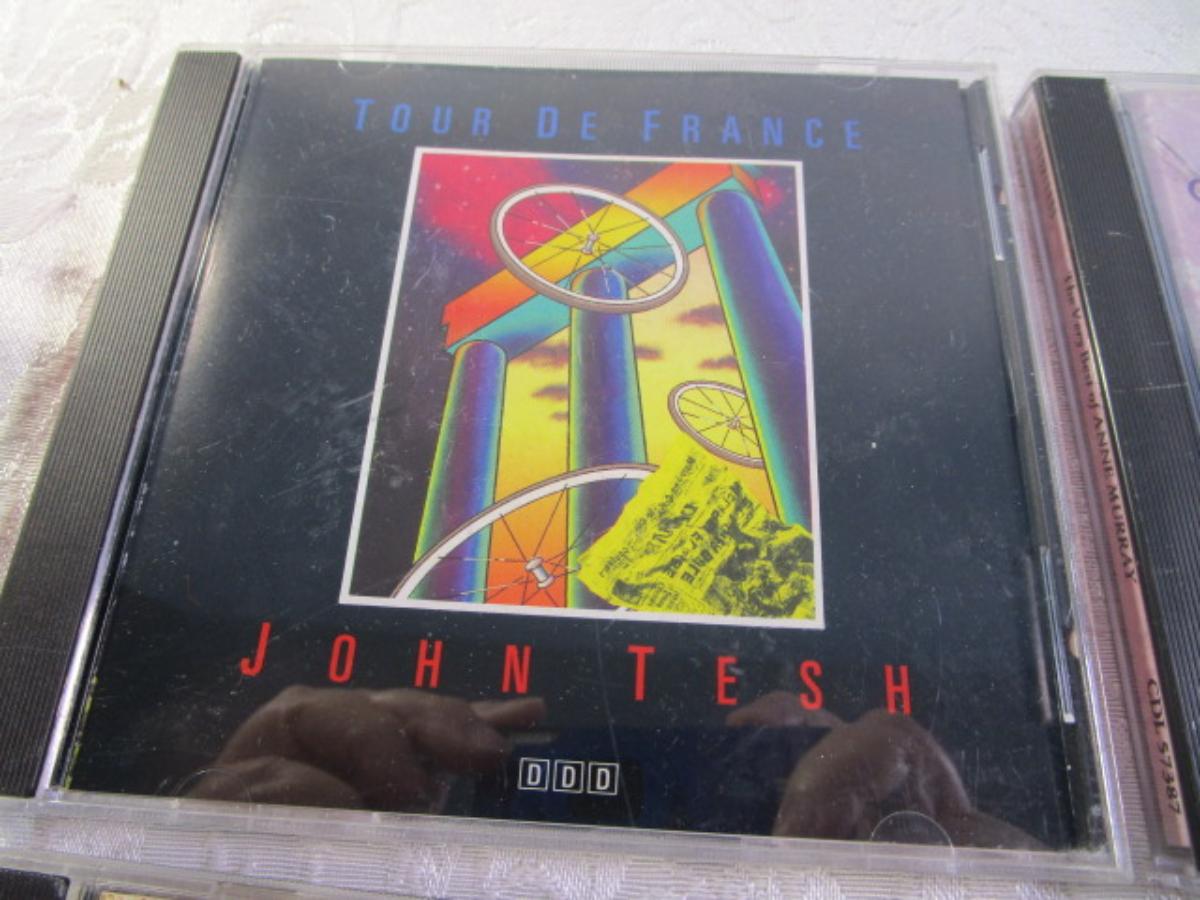 TOUR DE FRANCE
JOHN TESH
DDD
The Very Best of ANNE MURRAY
CDL 57387